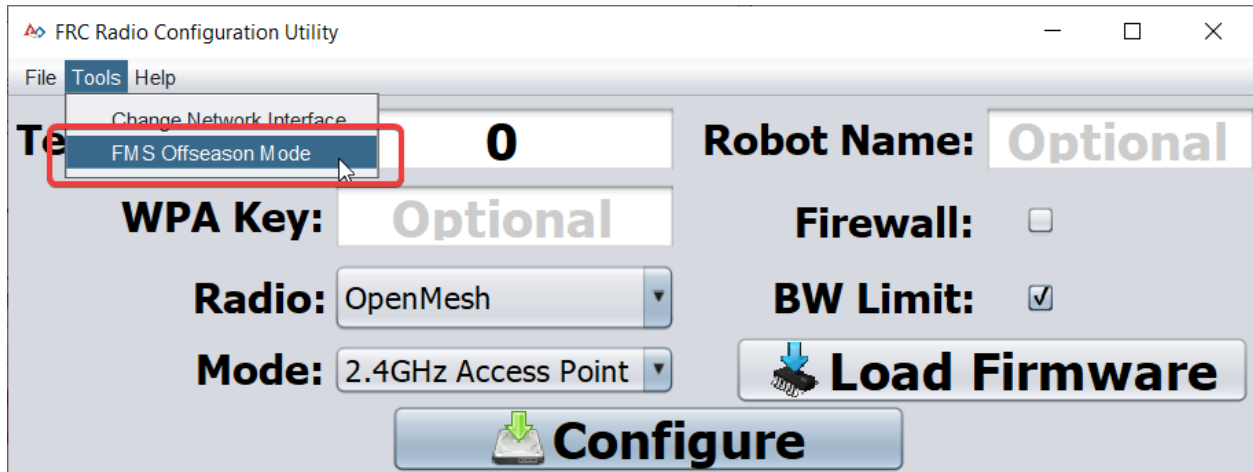 FRC Radio Configuration Utility
File Tools Help
Change Network Interface
FMS Offseason Mode
Te
0
Robot Name: Optional
WPA Key: Optional
Firewall:
Radio: OpenMesh
BW Limit:
Mode: 2.4GHz Access Point
Load Firmware
Configure